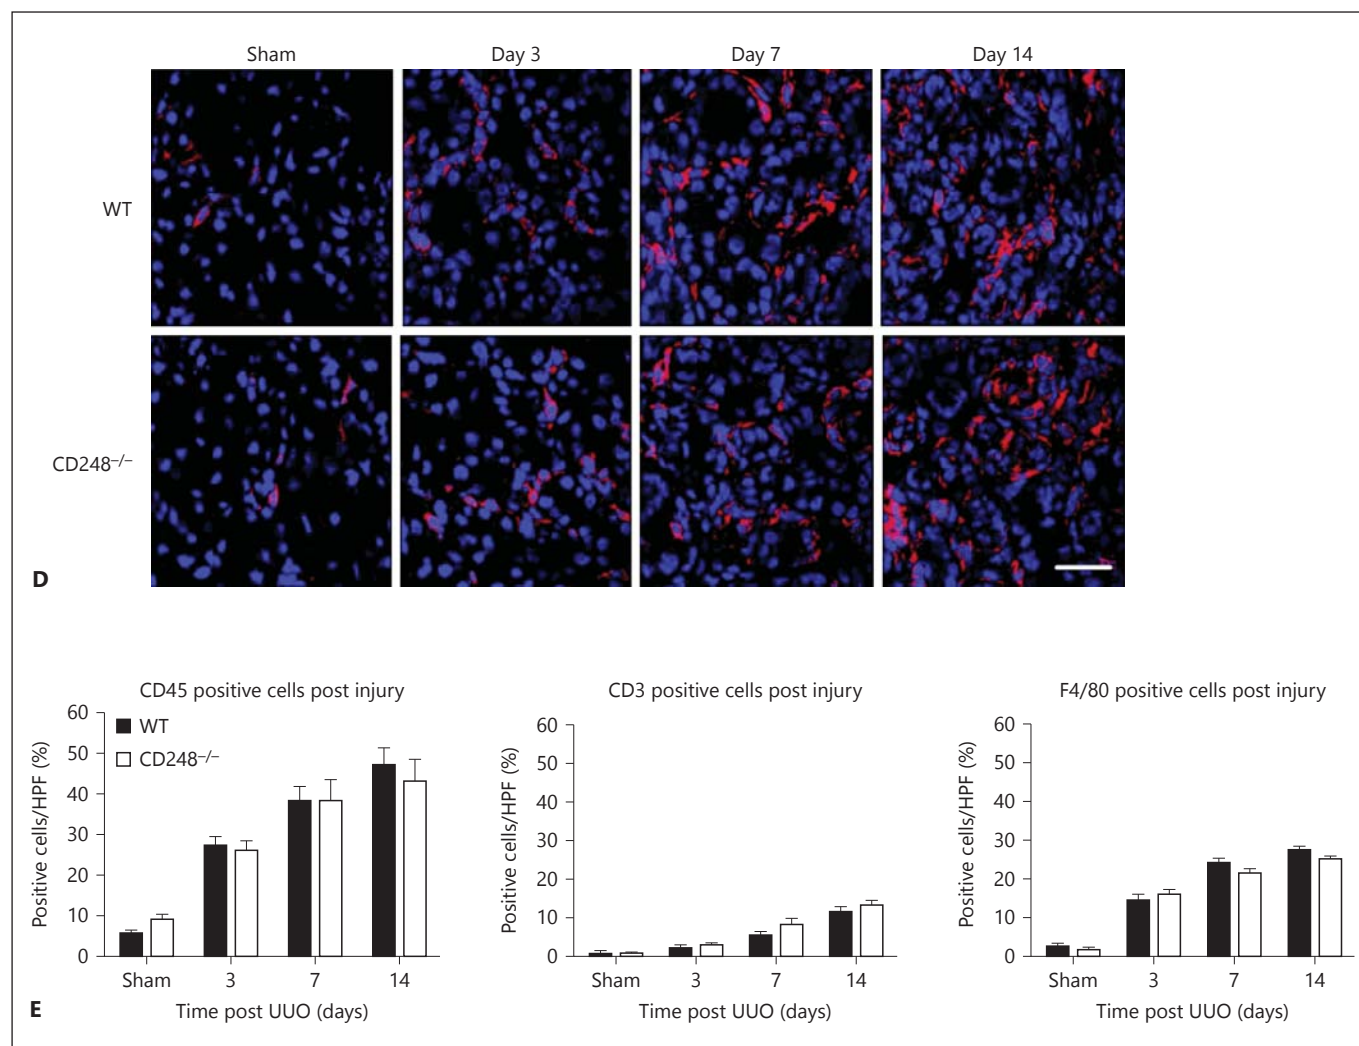 Sham Day 3 Day 7 Day 14
WT
CD248–/–
D
CD45 positive cells post injury
60
50
40
30
20
10
0
Positive cells/HPF (%)
WT
CD248–/–
Sham 3 7 14
Time post UUO (days)
CD3 positive cells post injury
60
50
40
30
20
10
0
Positive cells/HPF (%)
Sham 3 7 14
Time post UUO (days)
F4/80 positive cells post injury
60
50
40
30
20
10
0
Positive cells/HPF (%)
Sham 3 7 14
Time post UUO (days)
E